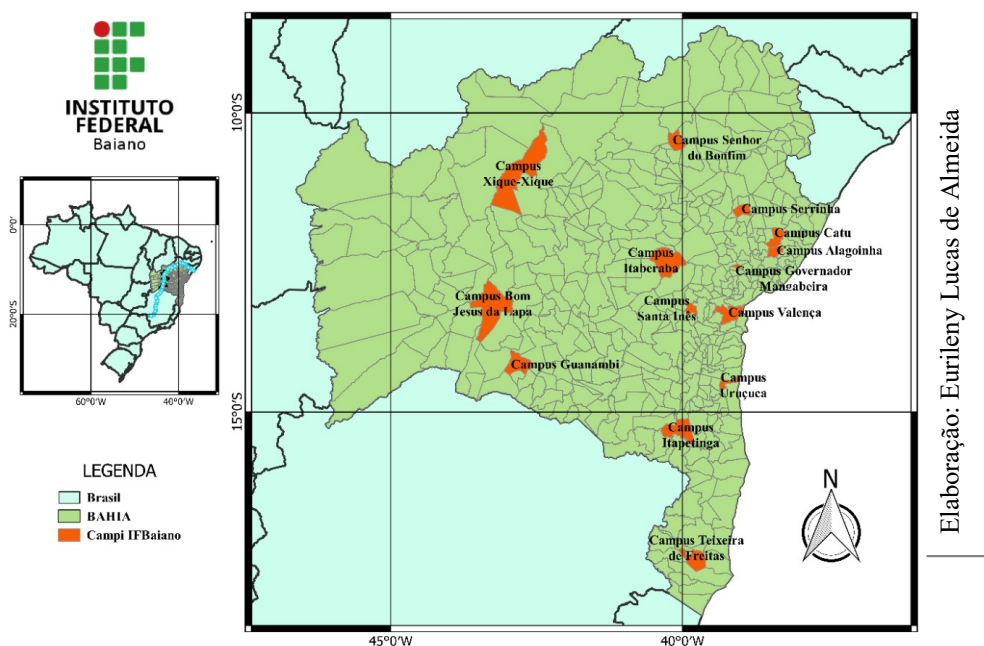 INSTITUTO
FEDERAL
Baiano
0°0'
20°0'S
60°0'W
40°0'W
LEGENDA
Brasil
BAHIA
Campi IFBaiano
10°0'S
15°0'S
45°0'W
40°0'W
Campus Senhor
do Bonfim
Campus
Xique-Xique
Campus Serrinha
Campus Catu
Campus Alagoinha
Campus
Itaberaba
Campus Governador
Mangabeira
Campus Bom
Jesus da Lapa
Campus
Santa Inês
Campus Valença
Campus Guanambi
Campus
Uruçuca
Campus
Itapetinga
Campus Teixeira
de Freitas
N
Elaboração: Eurileny Lucas de Almeida